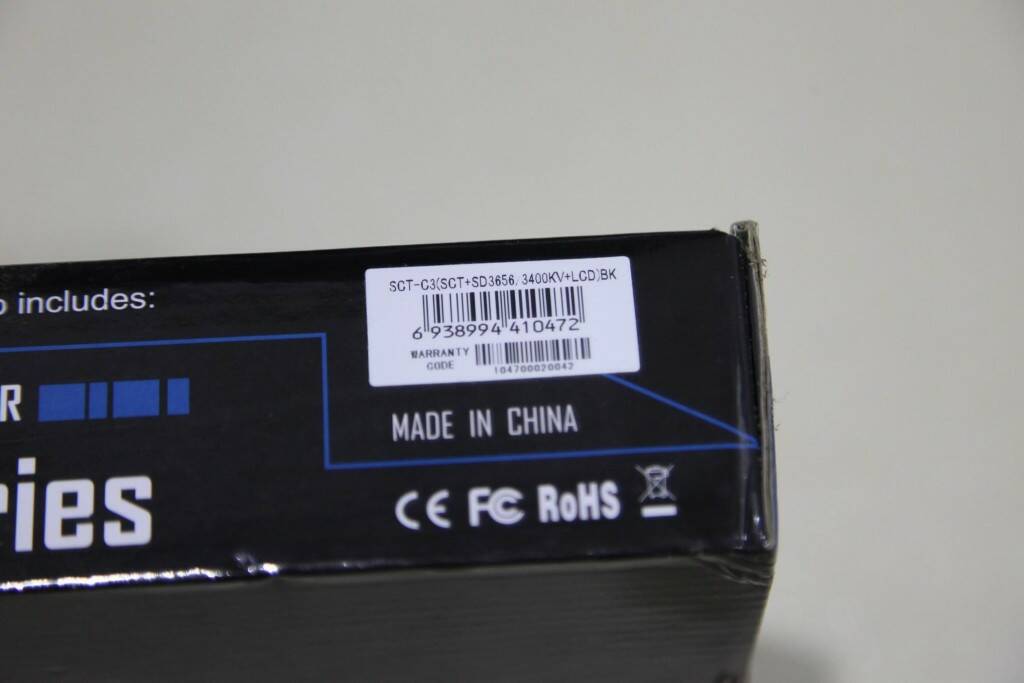 includes:
SCT-C3(SCT+SD3656/3400KV+LCD)BK
6 938994 410472
WARRANTY CODE
104700020042
R
MADE IN CHINA
ries
CE FC RoHS